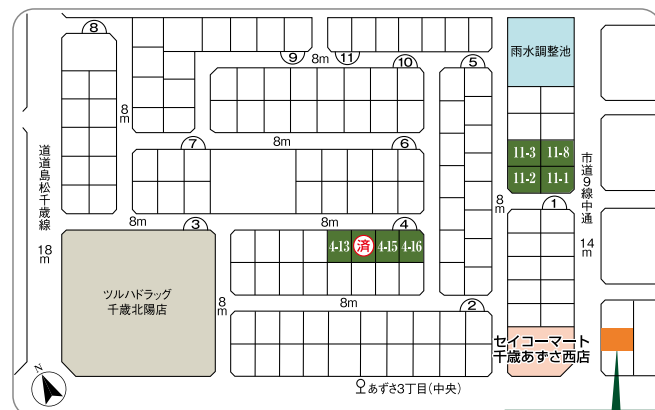 8
9
8m
11
10
5
雨水調整池
8m
8m
7
6
11-3
11-8
11-2
11-1
道道島松千歳線
18m
市道9線中通
14m
8m
1
8m
3
8m
4
4-13
済
4-15
4-16
ツルハドラッグ
千歳北陽店
8m
8m
2
セイコーマート
千歳あずさ西店
N
あずさ3丁目(中央)